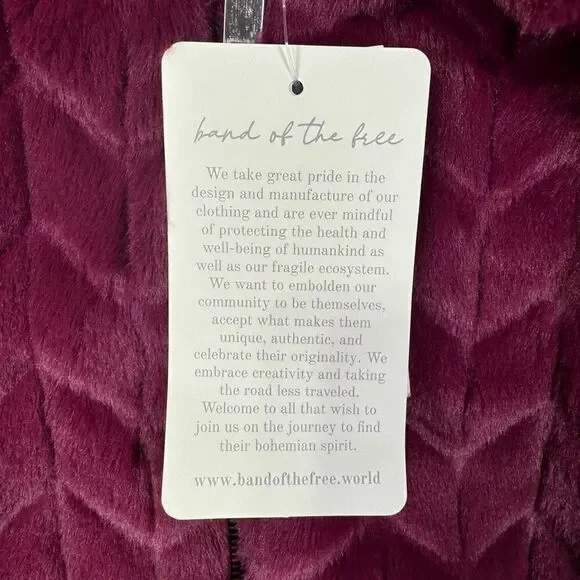 band of the free
We take great pride in the
design and manufacture of our
clothing and are ever mindful
of protecting the health and
well-being of humankind as
well as our fragile ecosystem.
We want to embolden our
community to be themselves,
accept what makes them
unique, authentic, and
celebrate their originality. We
embrace creativity and taking
the road less traveled.
Welcome to all that wish to
join us on the journey to find
their bohemian spirit.
www.bandofthefree.world